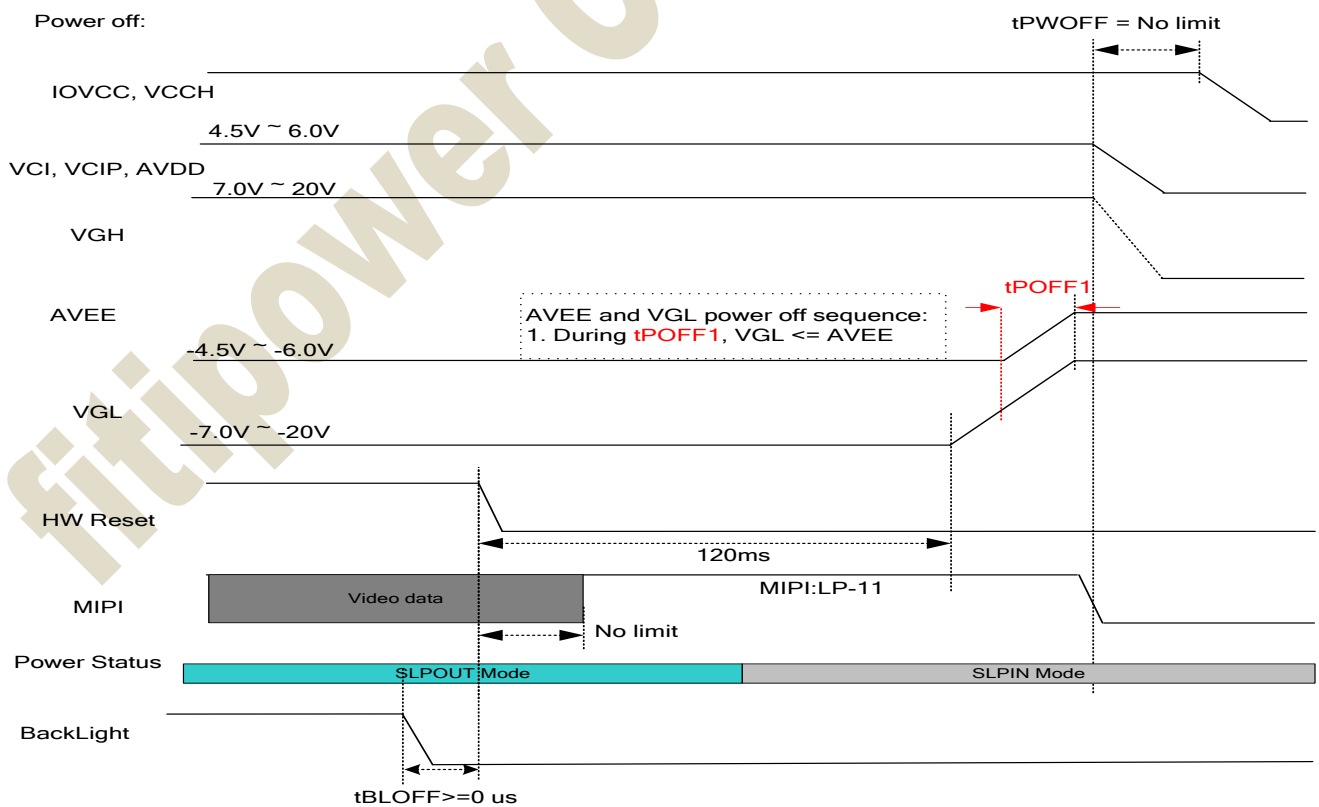 Power off:
tPWOFF = No limit
IOVCC, VCCH
4.5V ~ 6.0V
VCI, VCIP, AVDD
7.0V ~ 20V
VGH
tPOFF1
AVEE
AVEE and VGL power off sequence:
1. During tPOFF1, VGL <= AVEE
-4.5V ~ -6.0V
VGL
-7.0V ~ -20V
HW Reset
120ms
MIPI
Video data
MIPI:LP-11
No limit
Power Status
SLPOUT Mode
SLPIN Mode
BackLight
tBLOFF>=0 us
fitipower